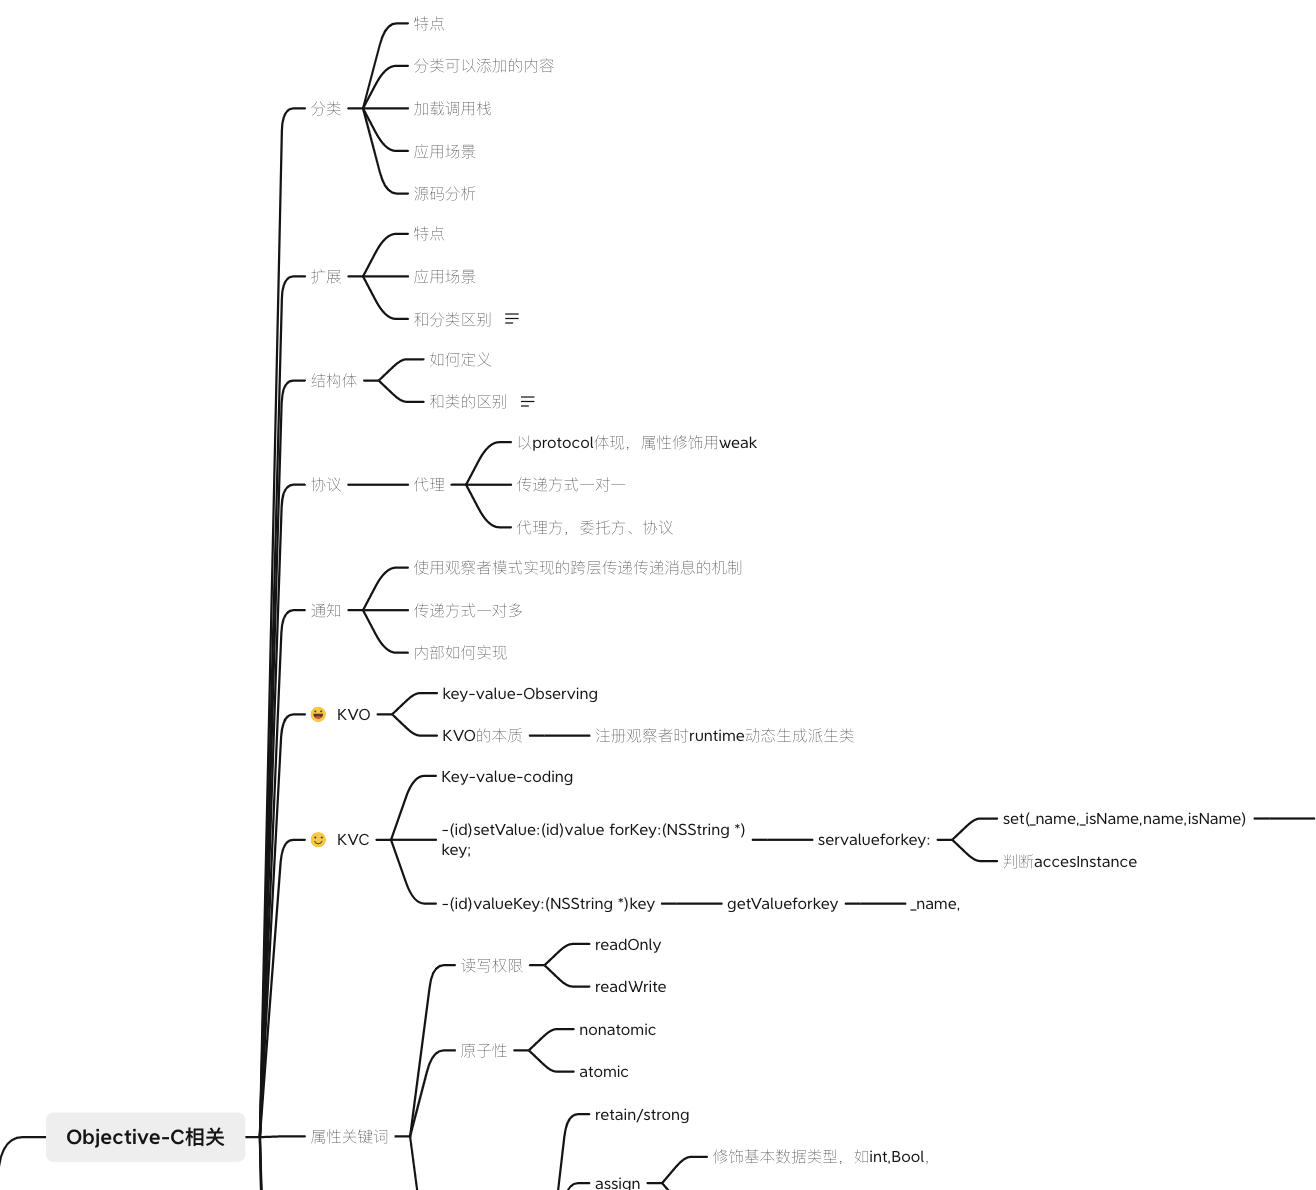 特点
分类可以添加的内容
分类
加载调用栈
应用场景
源码分析
特点
扩展
应用场景
和分类区别
如何定义
结构体
和类的区别
以protocol体现，属性修饰用weak
协议
代理
传递方式一对一
代理方，委托方、协议
使用观察者模式实现的跨层传递传递消息的机制
通知
传递方式一对多
内部如何实现
KVO
key-value-Observing
KVO的本质
注册观察者时runtime动态生成派生类
KVC
Key-value-coding
-(id)setValue:(id)value forKey:(NSString *)
key;
servalueforkey:
set(_name,_isName,name,isName)
判断accesInstance
-(id)valueKey:(NSString *)key
getValueforkey
_name,
Objective-C相关
属性关键词
读写权限
readOnly
readWrite
原子性
nonatomic
atomic
retain/strong
assign
修饰基本数据类型，如int,Bool,